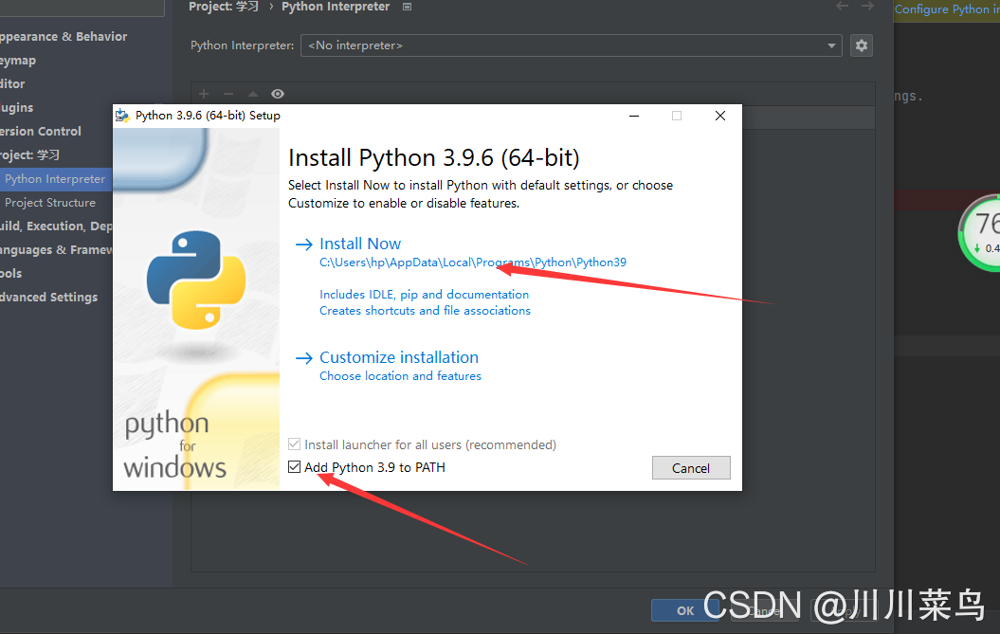 Project: 学习 › Python Interpreter
Configure Python in
ppearance & Behavior
eymap
ditor
lugins
ersion Control
roject: 学习
Python Interpreter
Project Structure
uild, Execution, Dep
anguages & Framew
ools
dvanced Settings
Python Interpreter: <No interpreter>
ngs.
Python 3.9.6 (64-bit) Setup
Install Python 3.9.6 (64-bit)
Select Install Now to install Python with default settings, or choose
Customize to enable or disable features.
Install Now
C:\Users\hp\AppData\Local\Programs\Python\Python39
Includes IDLE, pip and documentation
Creates shortcuts and file associations
Customize installation
Choose location and features
python
for
windows
Install launcher for all users (recommended)
Add Python 3.9 to PATH
Cancel
76
0.4
OK
Cancel
Apply
CSDN @川川菜鸟